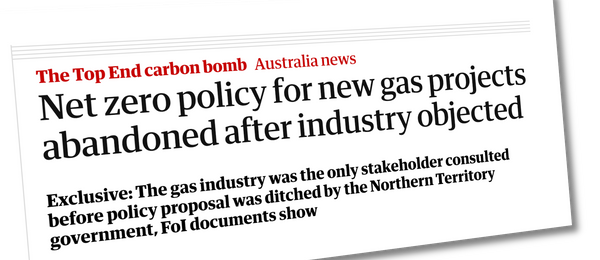 The Top End carbon bomb Australia news
Net zero policy for new gas projects
abandoned after industry objected
Exclusive: The gas industry was the only stakeholder consulted
before policy proposal was ditched by the Northern Territory
government, FoI documents show